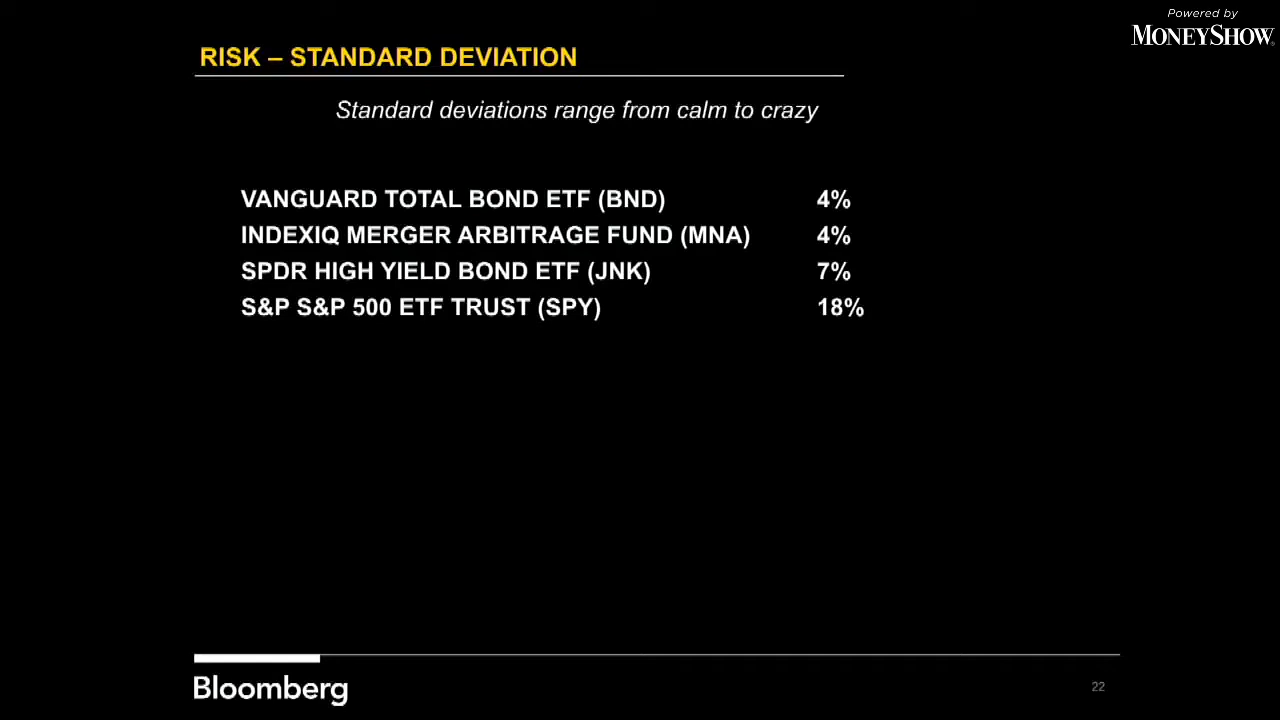 Powered by
MONEYSHOW
RISK – STANDARD DEVIATION
Standard deviations range from calm to crazy
VANGUARD TOTAL BOND ETF (BND) 4%
INDEXIQ MERGER ARBITRAGE FUND (MNA) 4%
SPDR HIGH YIELD BOND ETF (JNK) 7%
S&P S&P 500 ETF TRUST (SPY) 18%
Bloomberg
22